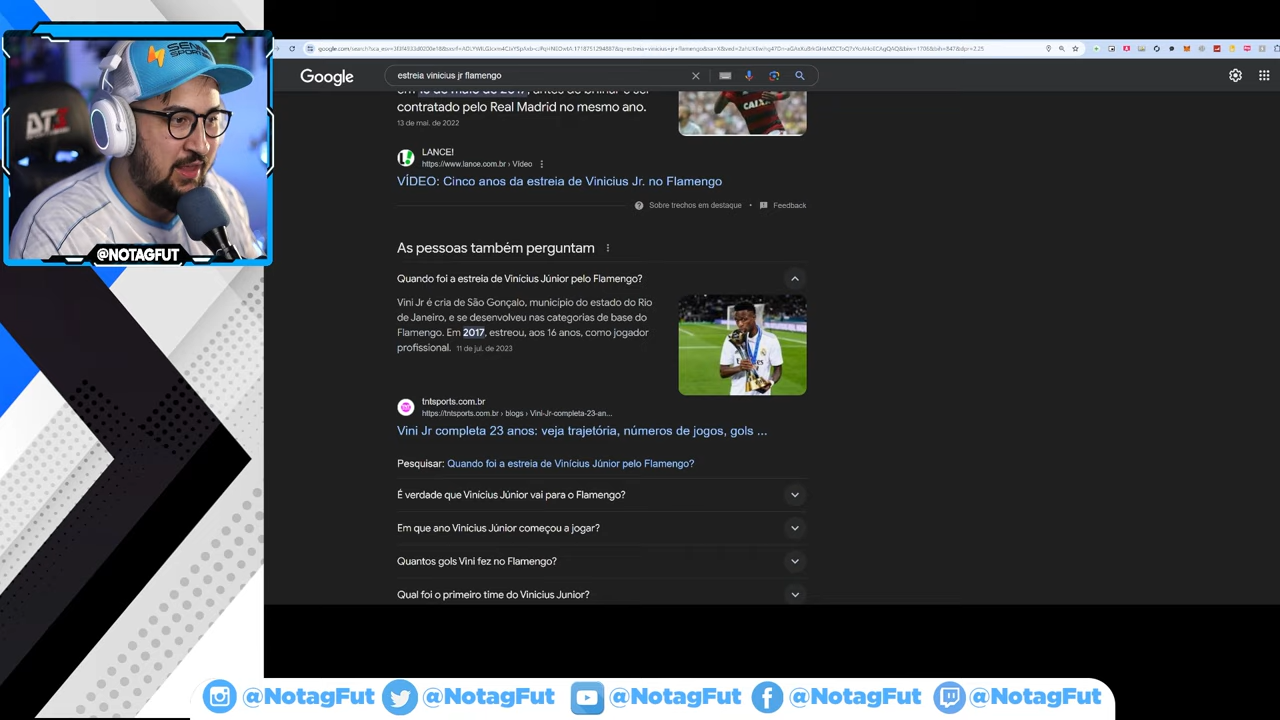 Google
estreia vinicius jr flamengo
contratado pelo Real Madrid no mesmo ano.
13 de mai. de 2022
CAIXA
LANCE!
https://www.lance.com.br › Vídeo
VÍDEO: Cinco anos da estreia de Vinicius Jr. no Flamengo
Sobre trechos em destaque • Feedback
As pessoas também perguntam
Quando foi a estreia de Vinícius Júnior pelo Flamengo?
Vini Jr é cria de São Gonçalo, município do estado do Rio
de Janeiro, e se desenvolveu nas categorias de base do
Flamengo. Em 2017, estreou, aos 16 anos, como jogador
profissional. 11 de jul. de 2023
tntsports.com.br
https://tntsports.com.br › blogs › Vini-Jr-completa-23-an...
Vini Jr completa 23 anos: veja trajetória, números de jogos, gols ...
Pesquisar: Quando foi a estreia de Vinícius Júnior pelo Flamengo?
É verdade que Vinícius Júnior vai para o Flamengo?
Em que ano Vinícius Júnior começou a jogar?
Quantos gols Vini fez no Flamengo?
Qual foi o primeiro time do Vinicius Junior?
DT3
@NOTAGFUT
@NotagFut @NotagFut @NotagFut @NotagFut @NotagFut